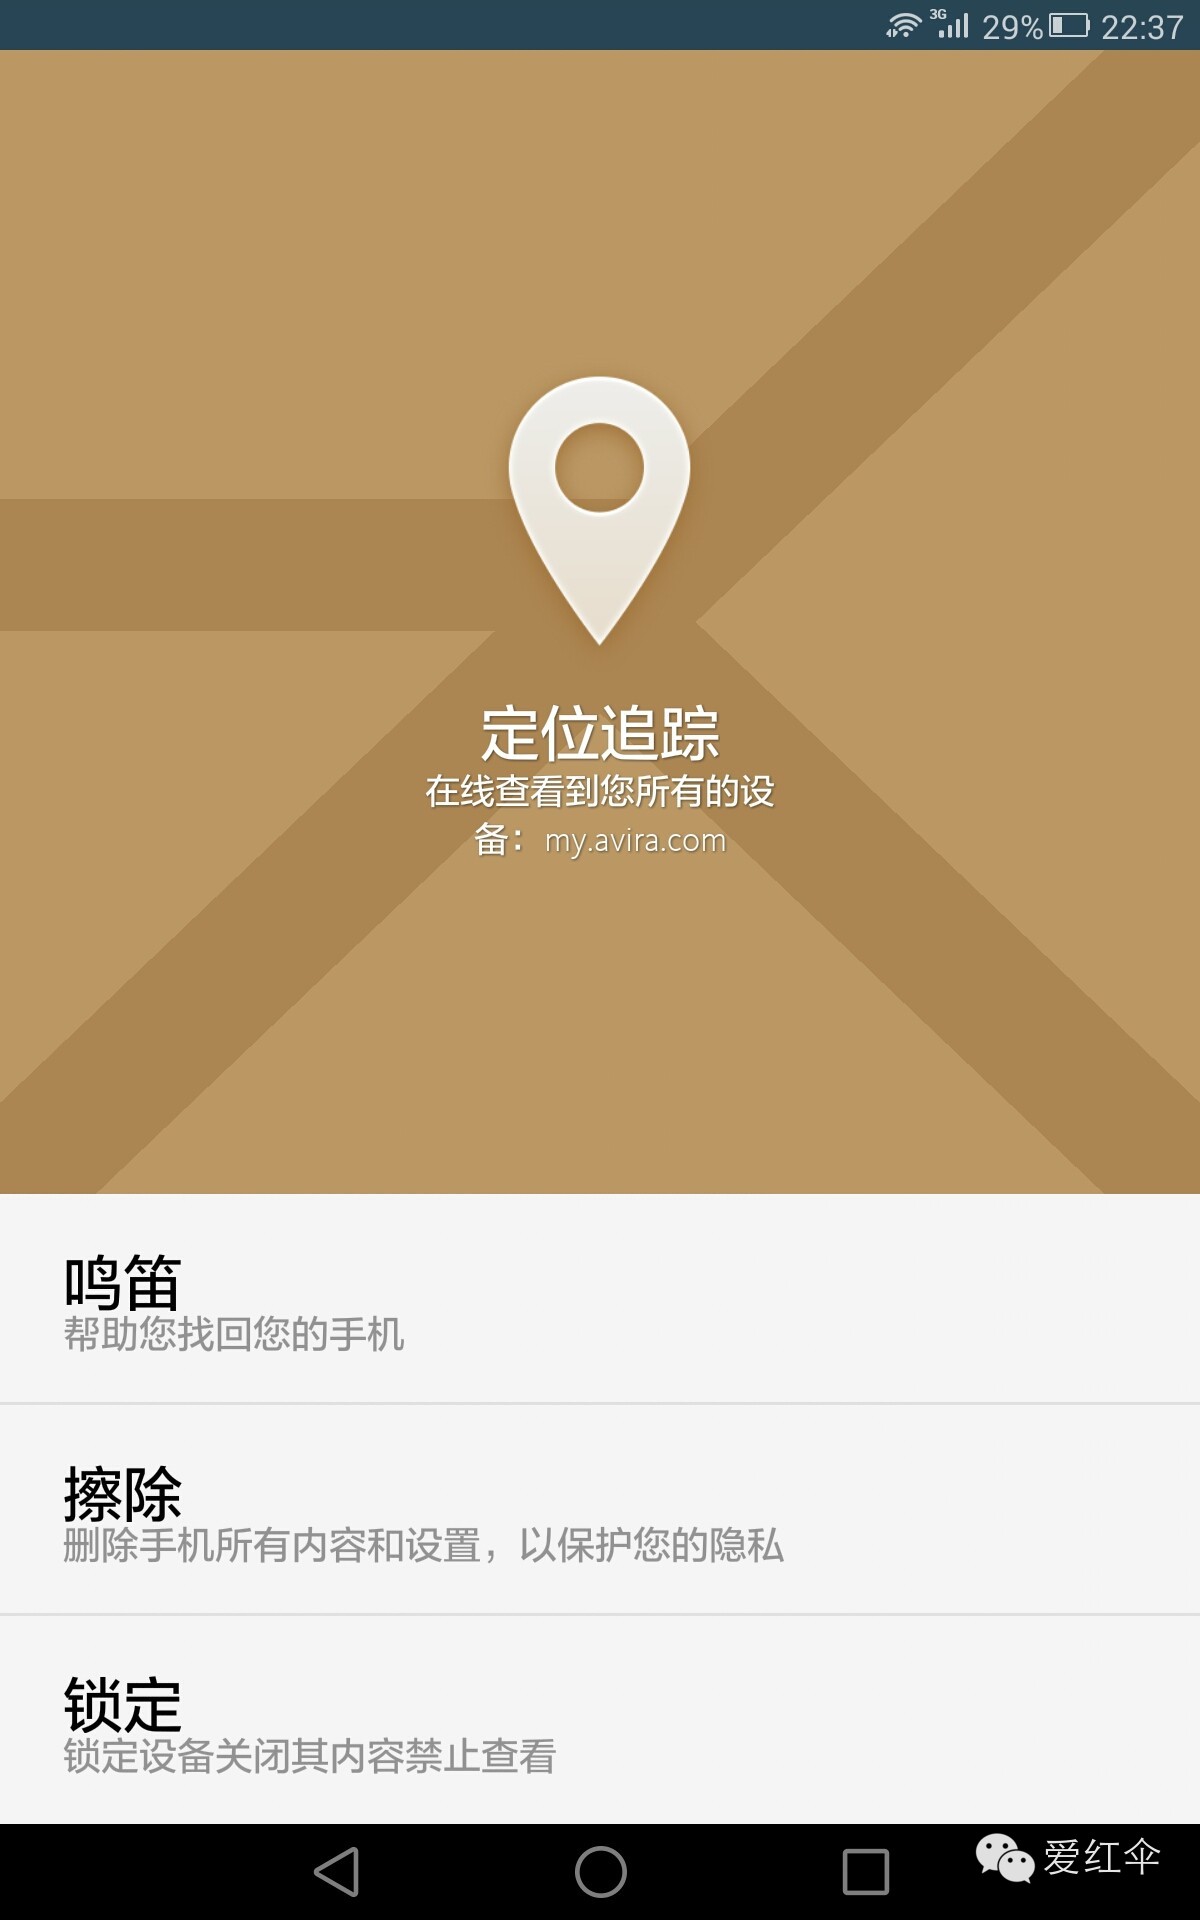 3G 29% 22:37
定位追踪
在线查看到您所有的设
备：my.avira.com
鸣笛
帮助您找回您的手机
擦除
删除手机所有内容和设置，以保护您的隐私
锁定
锁定设备关闭其内容禁止查看
爱红伞